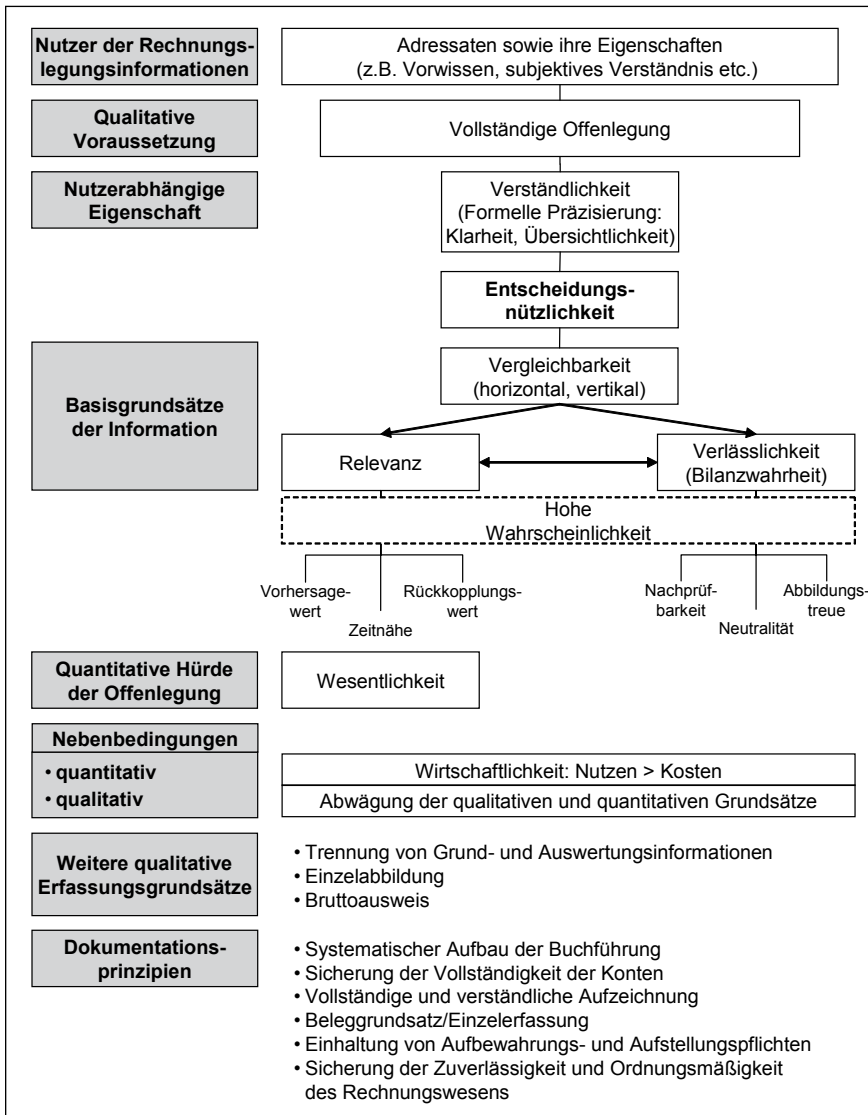 Nutzer der Rechnungs-
legungsinformationen
Adressaten sowie ihre Eigenschaften
(z.B. Vorwissen, subjektives Verständnis etc.)
Qualitative
Voraussetzung
Vollständige Offenlegung
Nutzerabhängige
Eigenschaft
Verständlichkeit
(Formelle Präzisierung:
Klarheit, Übersichtlichkeit)
Entscheidungs-
nützlichkeit
Basisgrundsätze
der Information
Vergleichbarkeit
(horizontal, vertikal)
Relevanz
Verlässlichkeit
(Bilanzwahrheit)
Hohe
Wahrscheinlichkeit
Vorhersage-
wert
Zeitnähe
Rückkopplungs-
wert
Nachprüf-
barkeit
Neutralität
Abbildungs-
treue
Quantitative Hürde
der Offenlegung
Wesentlichkeit
Nebenbedingungen
• quantitativ
• qualitativ
Wirtschaftlichkeit: Nutzen > Kosten
Abwägung der qualitativen und quantitativen Grundsätze
Weitere qualitative
Erfassungsgrundsätze
• Trennung von Grund- und Auswertungsinformationen
• Einzelabbildung
• Bruttoausweis
Dokumentations-
prinzipien
• Systematischer Aufbau der Buchführung
• Sicherung der Vollständigkeit der Konten
• Vollständige und verständliche Aufzeichnung
• Beleggrundsatz/Einzelerfassung
• Einhaltung von Aufbewahrungs- und Aufstellungspflichten
• Sicherung der Zuverlässigkeit und Ordnungsmäßigkeit
des Rechnungswesens